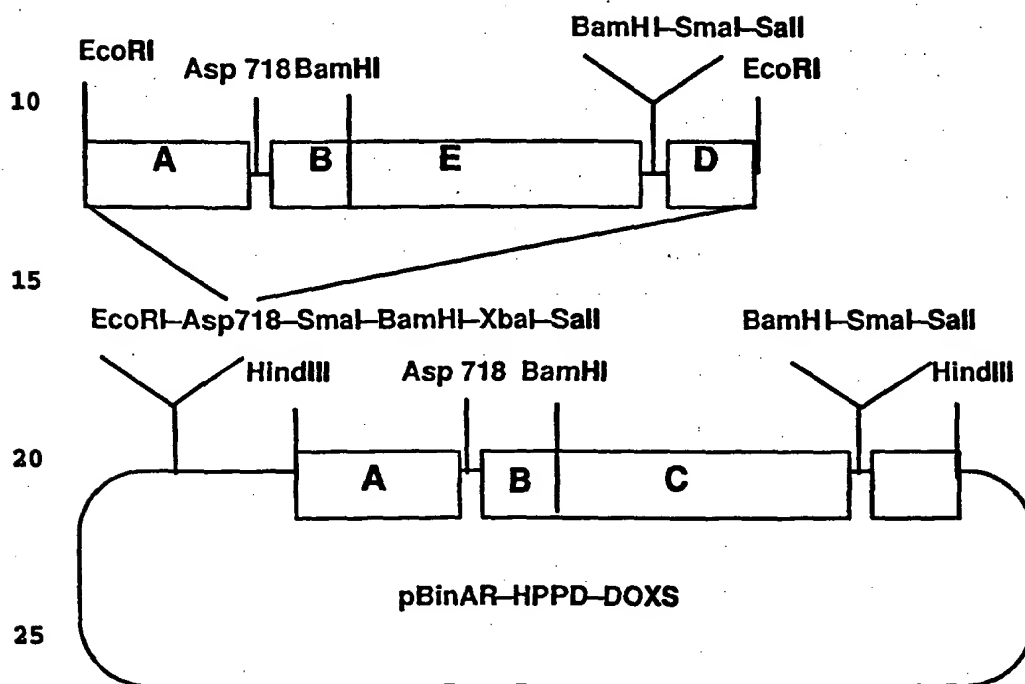 BamHI–SmaI–SalI
EcoRI
Asp 718 BamHI
EcoRI
10
A
B
E
D
15
EcoRI–Asp718–SmaI–BamHI–XbaI–SalI
BamHI–SmaI–SalI
HindIII
Asp 718 BamHI
HindIII
20
A
B
C
pBinAR–HPPD–DOXS
25